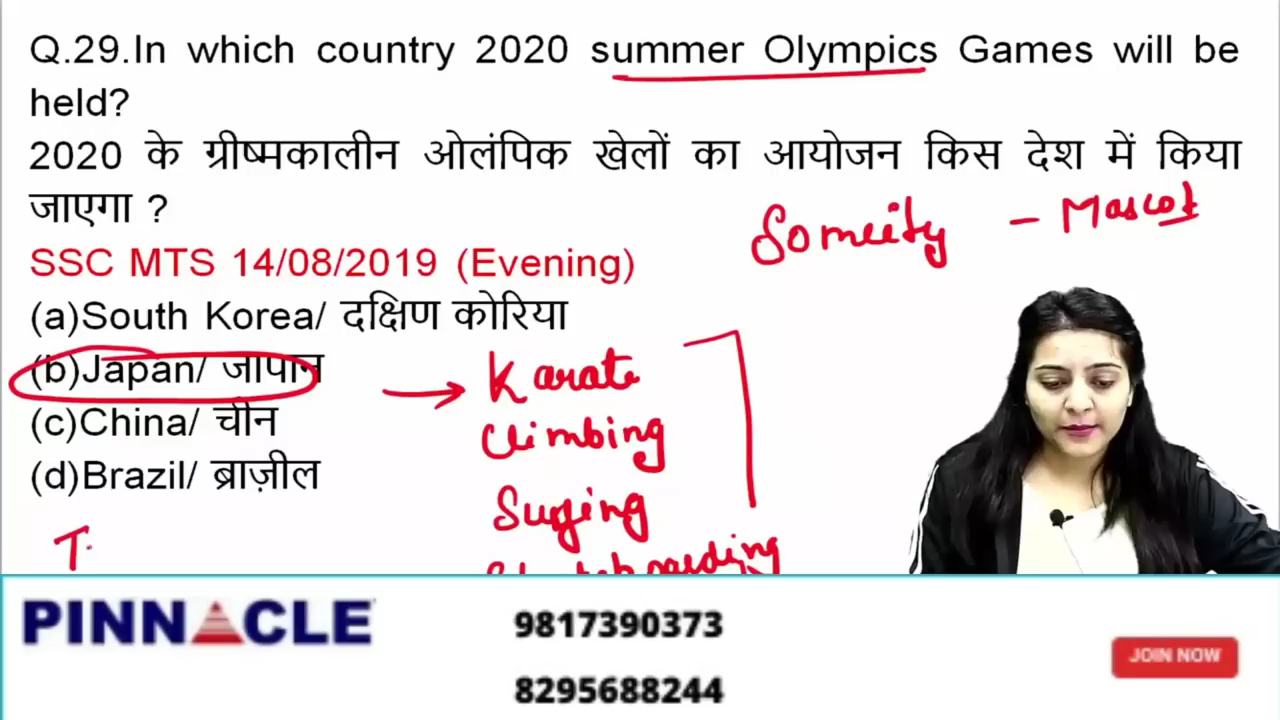 Q.29.In which country 2020 summer Olympics Games will be
held?
2020 के ग्रीष्मकालीन ओलंपिक खेलों का आयोजन किस देश में किया
जाएगा ?
Someity - Mascot
SSC MTS 14/08/2019 (Evening)
(a)South Korea/ दक्षिण कोरिया
(b)Japan/ जापान
Karate
(c)China/ चीन
Climbing
(d)Brazil/ ब्राज़ील
Surfing
T.
PINNACLE
9817390373
8295688244
JOIN NOW